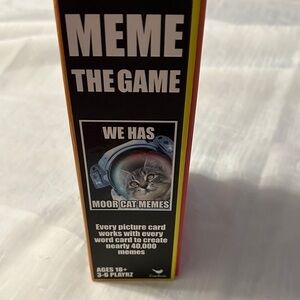 MEME
THE GAME
WE HAS
MOOR CAT MEMES
Every picture card
works with every
word card to create
nearly 40,000
memes
AGES 18+
3-6 PLAYRZ